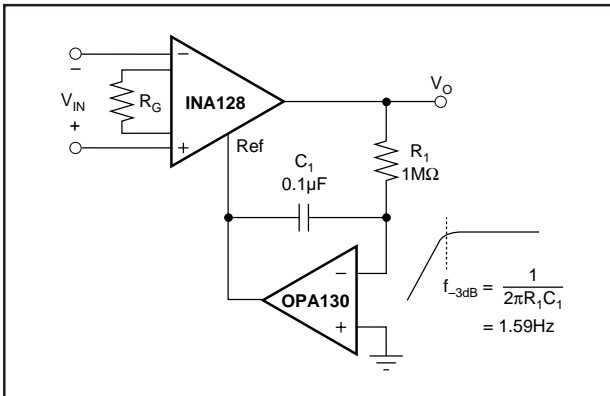 –
V_IN
+
R_G
–
INA128
+
Ref
V_O
R_1
1MΩ
C_1
0.1µF
–
OPA130
+
f_–3dB = 1 / 2πR_1C_1
= 1.59Hz